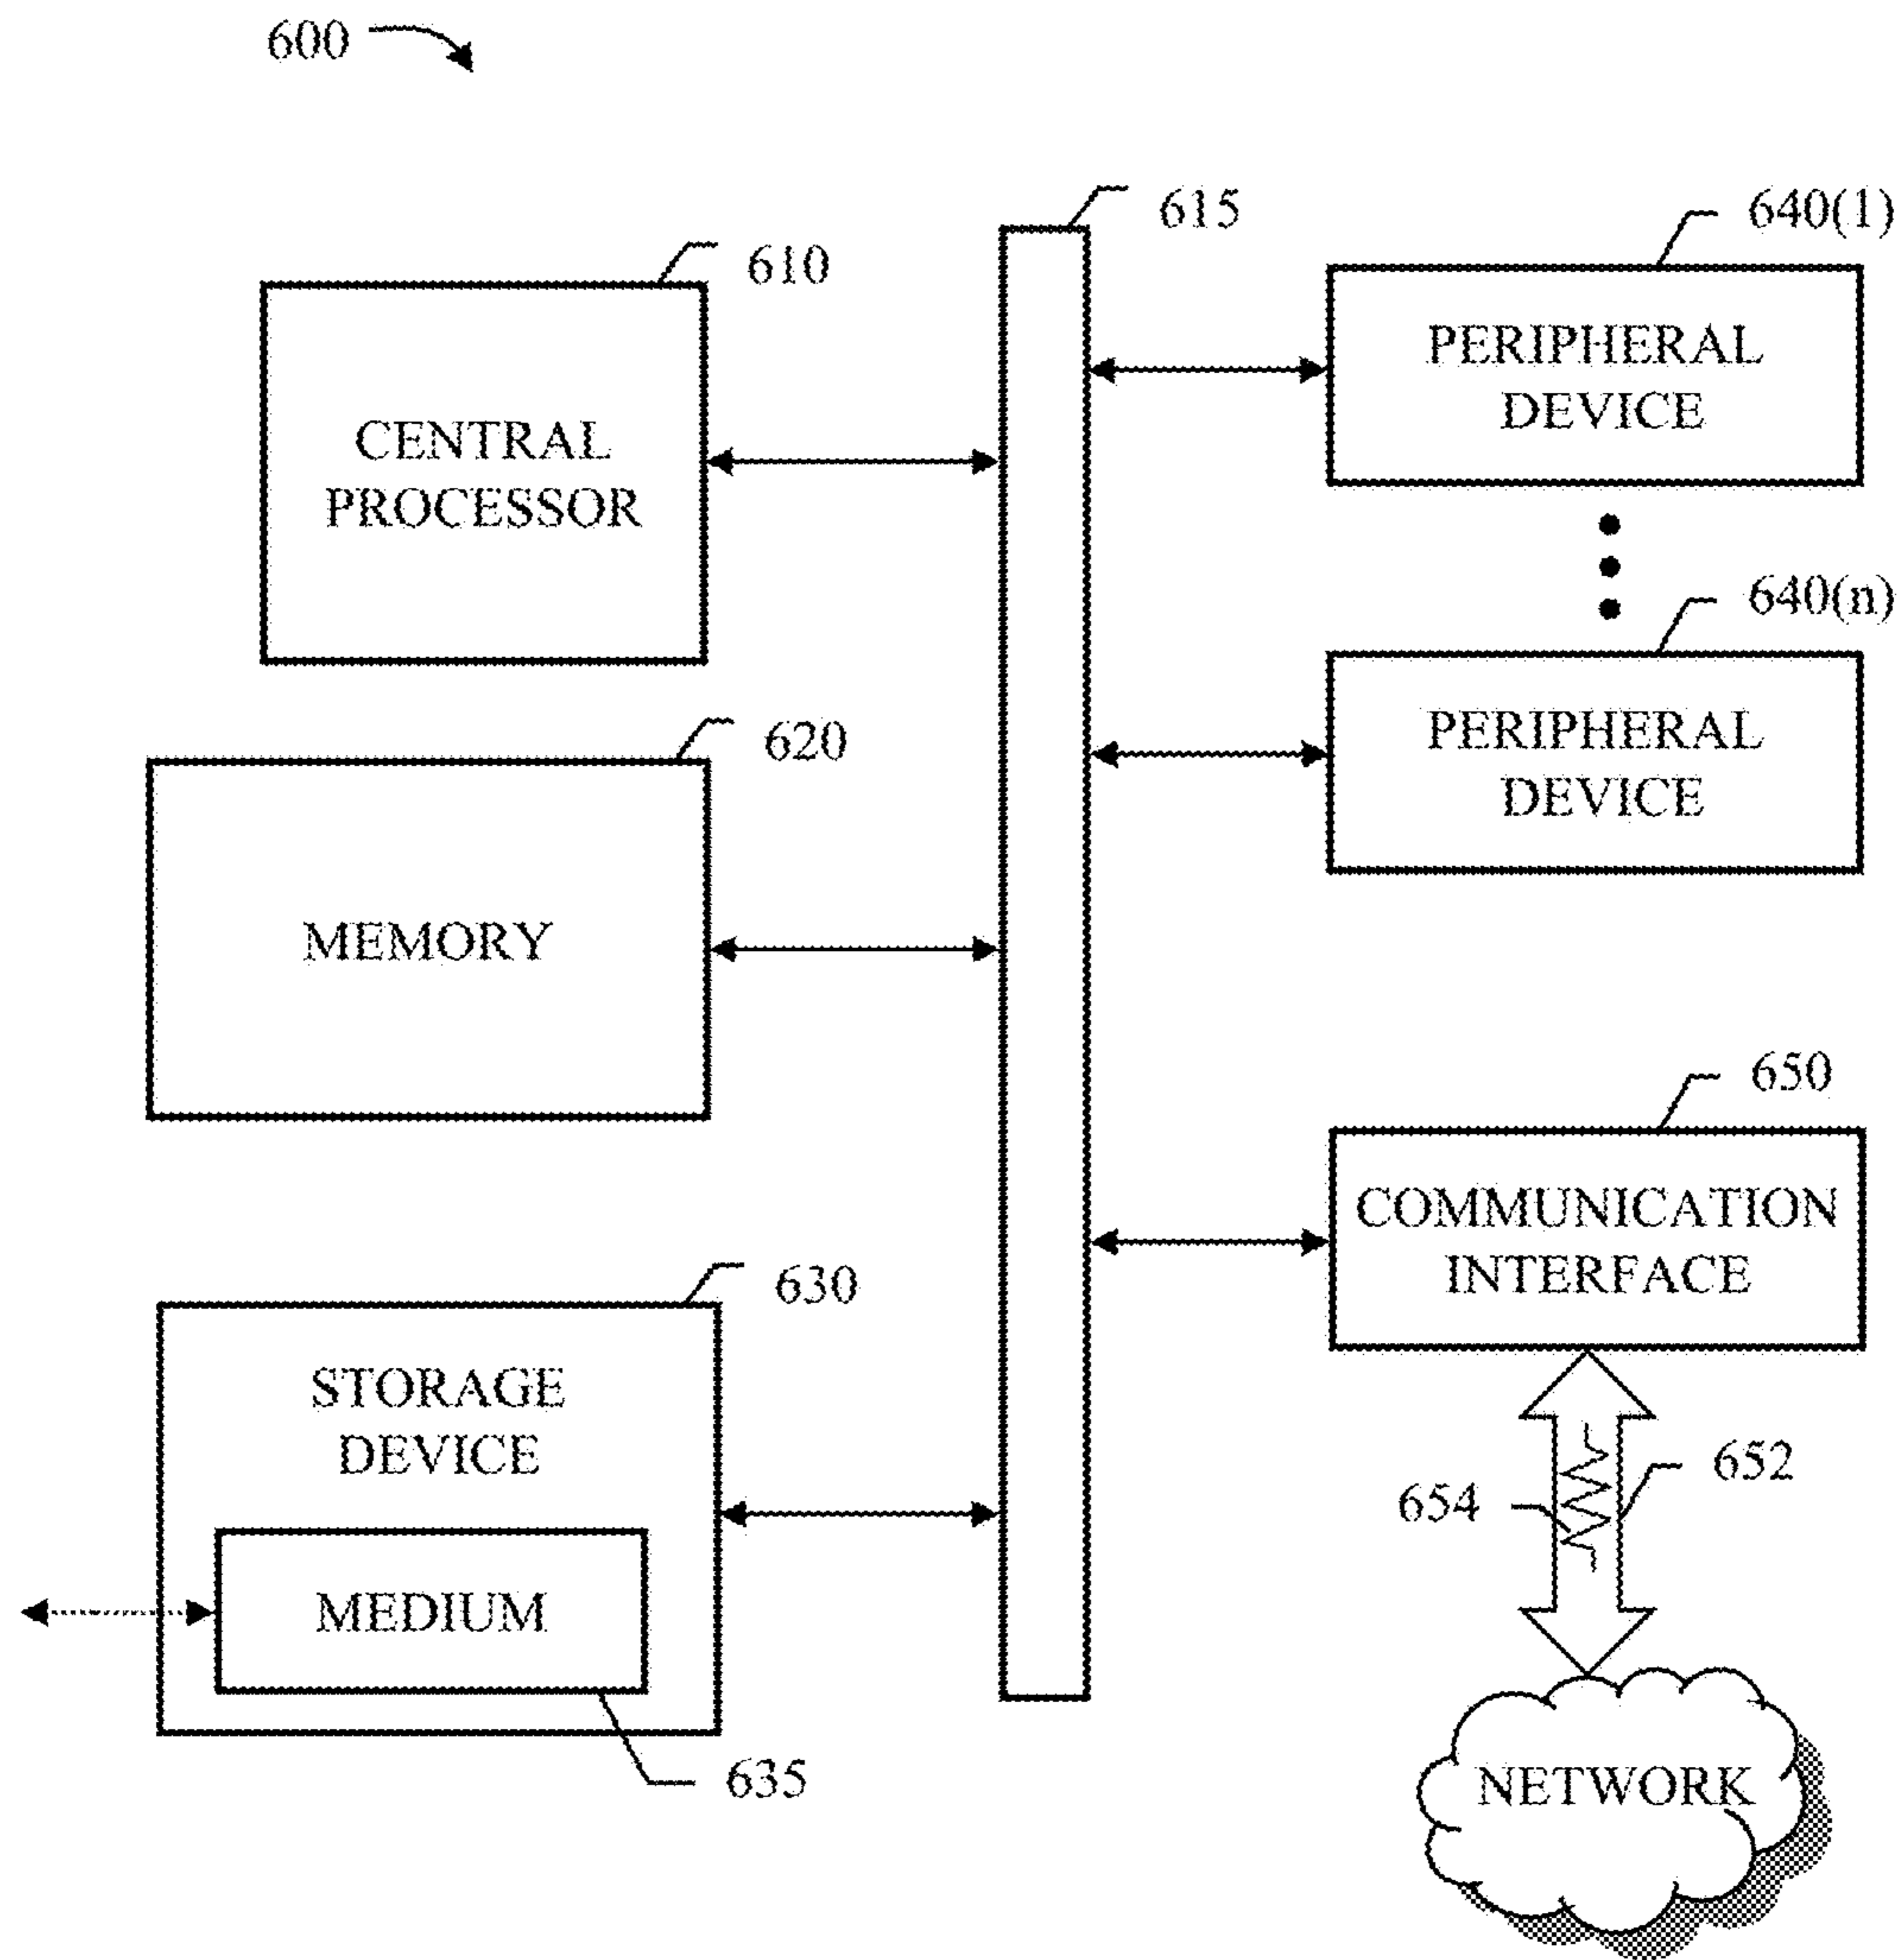 600
615
640(1)
610
PERIPHERAL
DEVICE
CENTRAL
PROCESSOR
640(n)
620
PERIPHERAL
DEVICE
MEMORY
650
COMMUNICATION
INTERFACE
630
STORAGE
DEVICE
652
654
MEDIUM
635
NETWORK